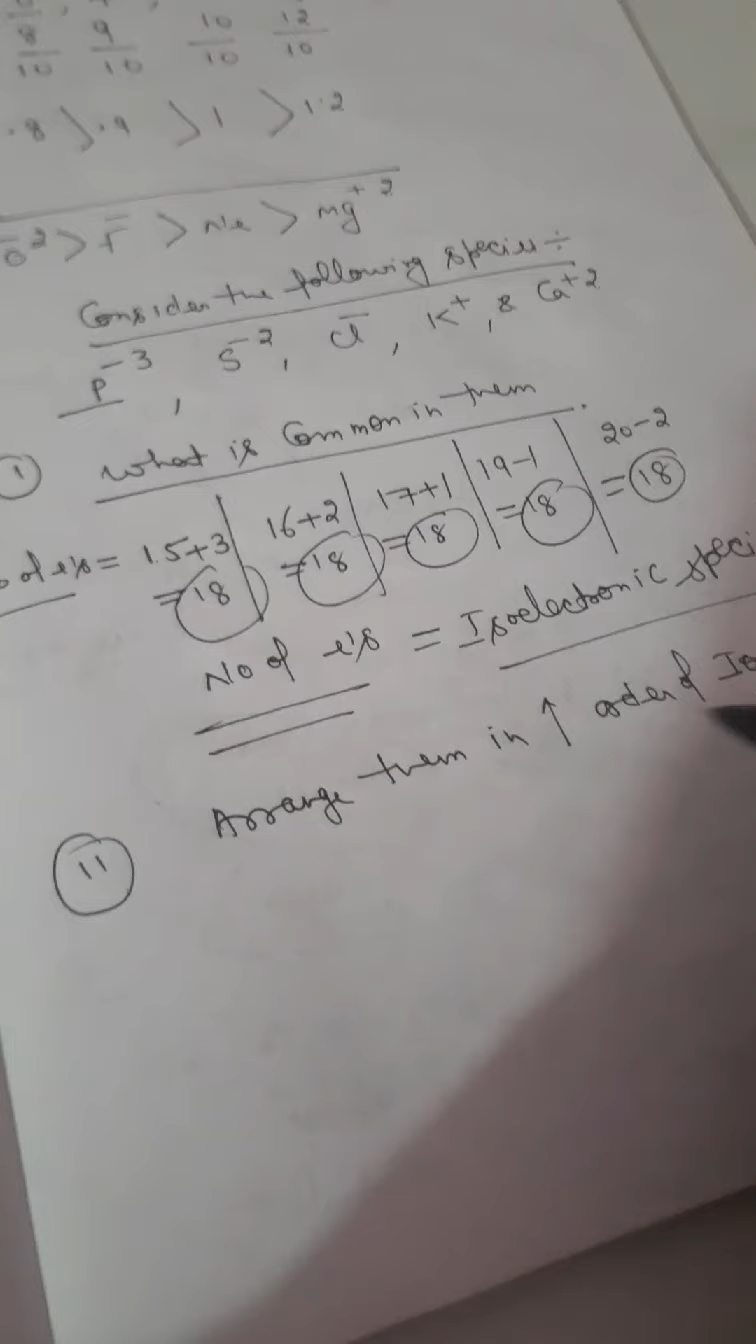 8/10 9/10 10/10 12/10
.8 > .9 > 1 > 1.2
O⁻² > F⁻ > Ne > Mg⁺²
Consider the following species ÷
P⁻³, S⁻², Cl⁻, K⁺, & Ca⁺²
(1) What is Common in them.
of e's = 15+3 = 18 | 16+2 = 18 | 17+1 = 18 | 19-1 = 18 | 20-2 = 18
No of e's = Isoelectronic
(11) Arrange them in ↑ order of